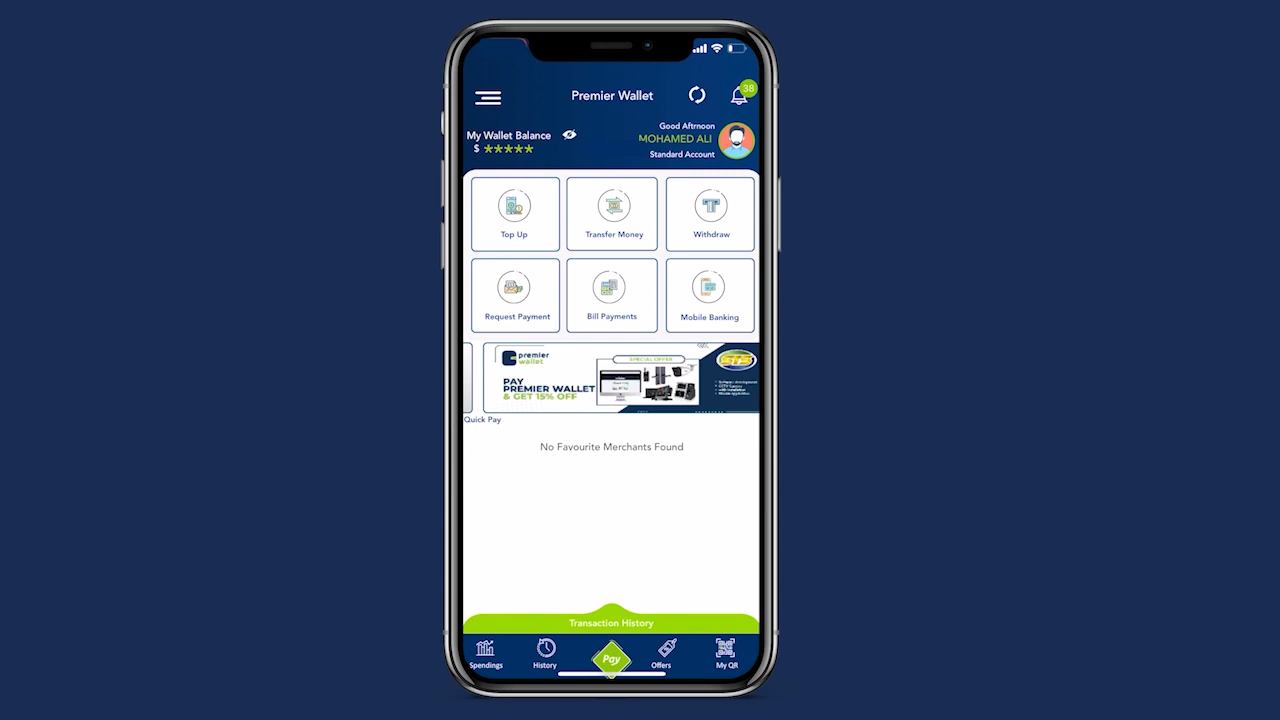 Premier Wallet
38
My Wallet Balance
$ *****
Good Aftrnoon
MOHAMED ALI
Standard Account
Top Up
Transfer Money
Withdraw
Request Payment
Bill Payments
Mobile Banking
premier
wallet
SPECIAL OFFER
PAY
PREMIER WALLET
& GET 15% OFF
Quick Pay
No Favourite Merchants Found
Transaction History
Spendings
History
Pay
Offers
My QR